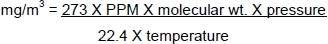 mg/m³ = 273 X PPM X molecular wt. X pressure
22.4 X temperature